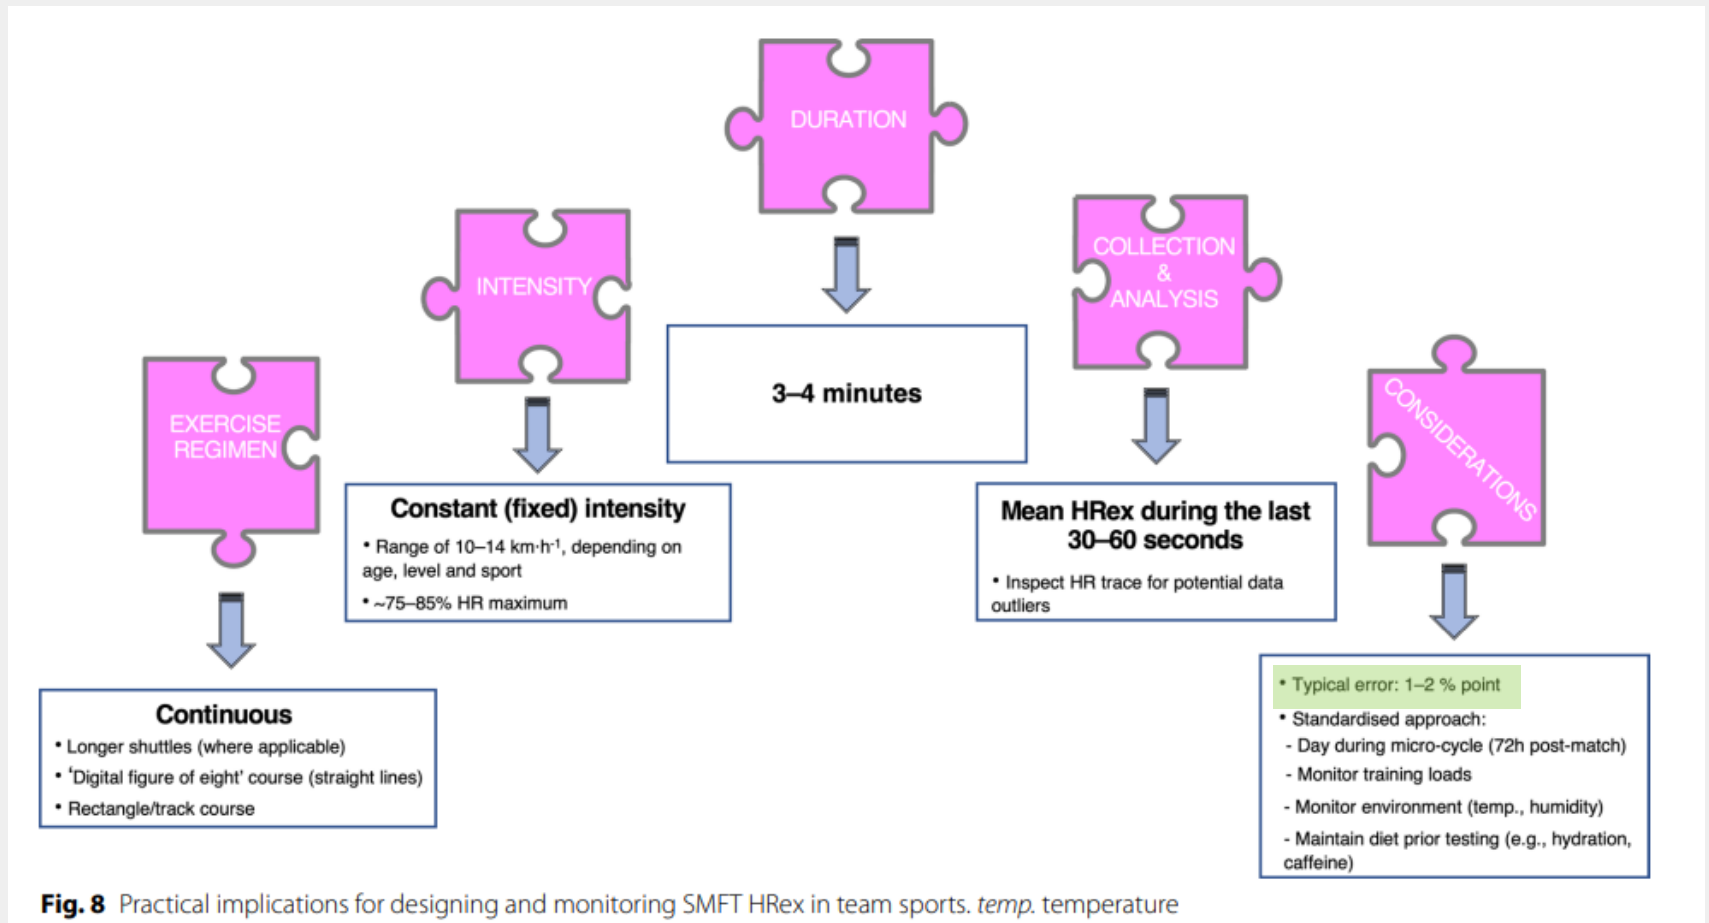 DURATION
3–4 minutes
INTENSITY
Constant (fixed) intensity
• Range of 10–14 km·h-1, depending on
age, level and sport
• ~75–85% HR maximum
COLLECTION
&
ANALYSIS
Mean HRex during the last
30–60 seconds
• Inspect HR trace for potential data
outliers
EXERCISE
REGIMEN
Continuous
• Longer shuttles (where applicable)
• ‘Digital figure of eight’ course (straight lines)
• Rectangle/track course
CONSIDERATIONS
• Typical error: 1–2 % point
• Standardised approach:
- Day during micro-cycle (72h post-match)
- Monitor training loads
- Monitor environment (temp., humidity)
- Maintain diet prior testing (e.g., hydration,
caffeine)
Fig. 8 Practical implications for designing and monitoring SMFT HRex in team sports. temp. temperature